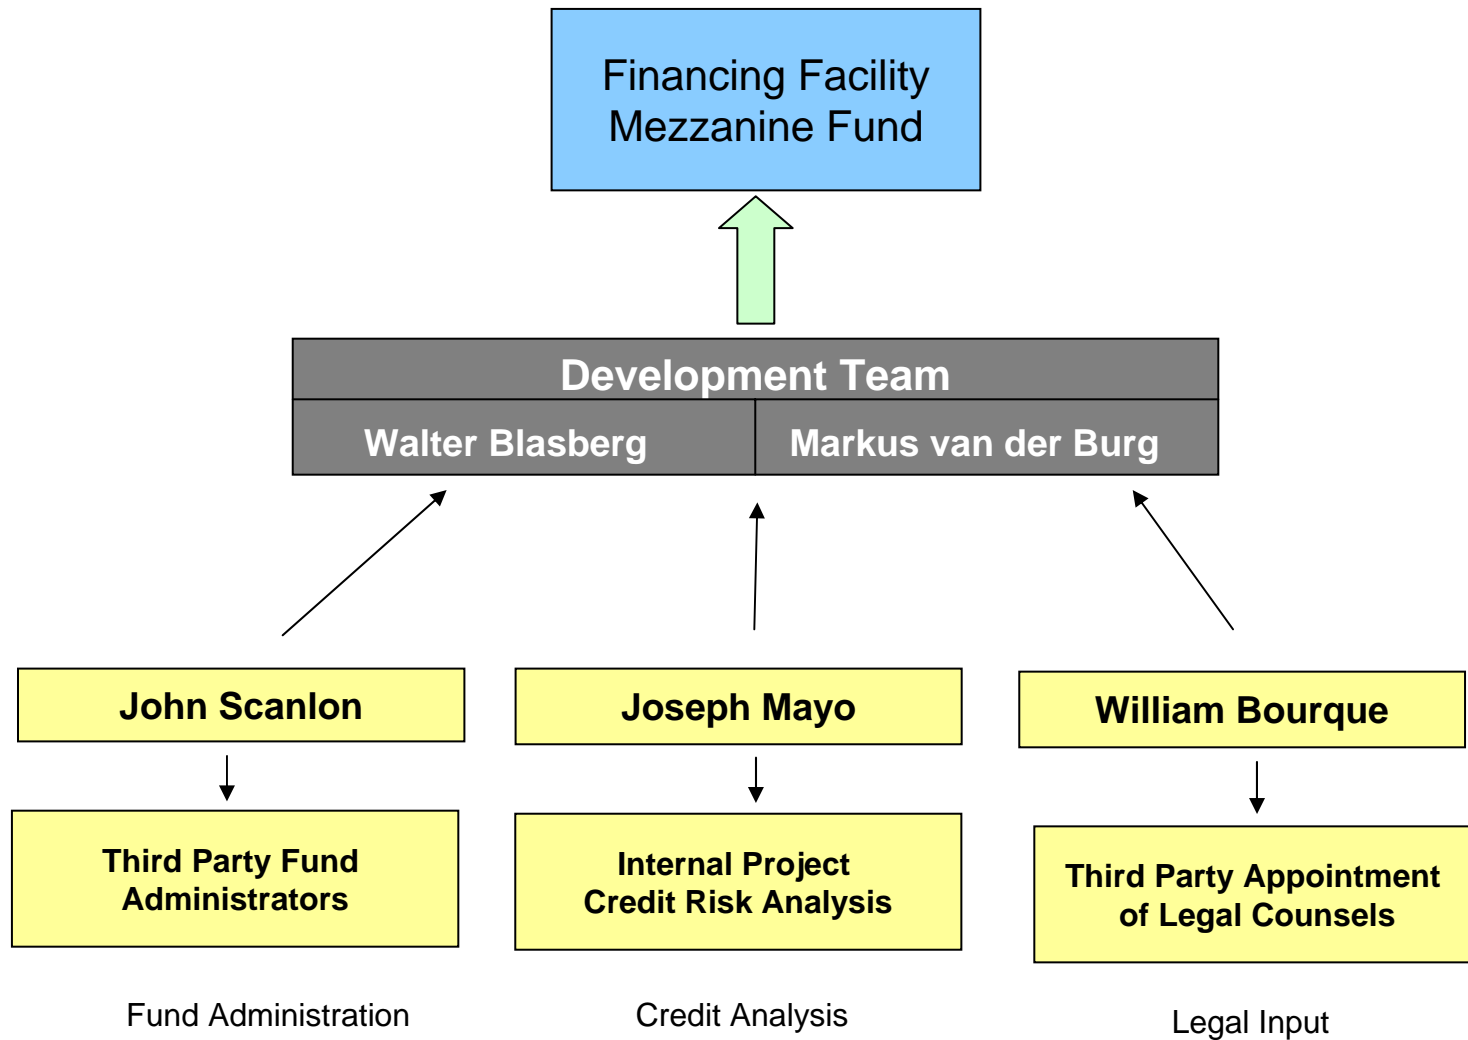 Financing Facility
Mezzanine Fund
Development Team
Walter Blasberg
Markus van der Burg
John Scanlon
Joseph Mayo
William Bourque
Third Party Fund
Administrators
Internal Project
Credit Risk Analysis
Third Party Appointment
of Legal Counsels
Fund Administration
Credit Analysis
Legal Input